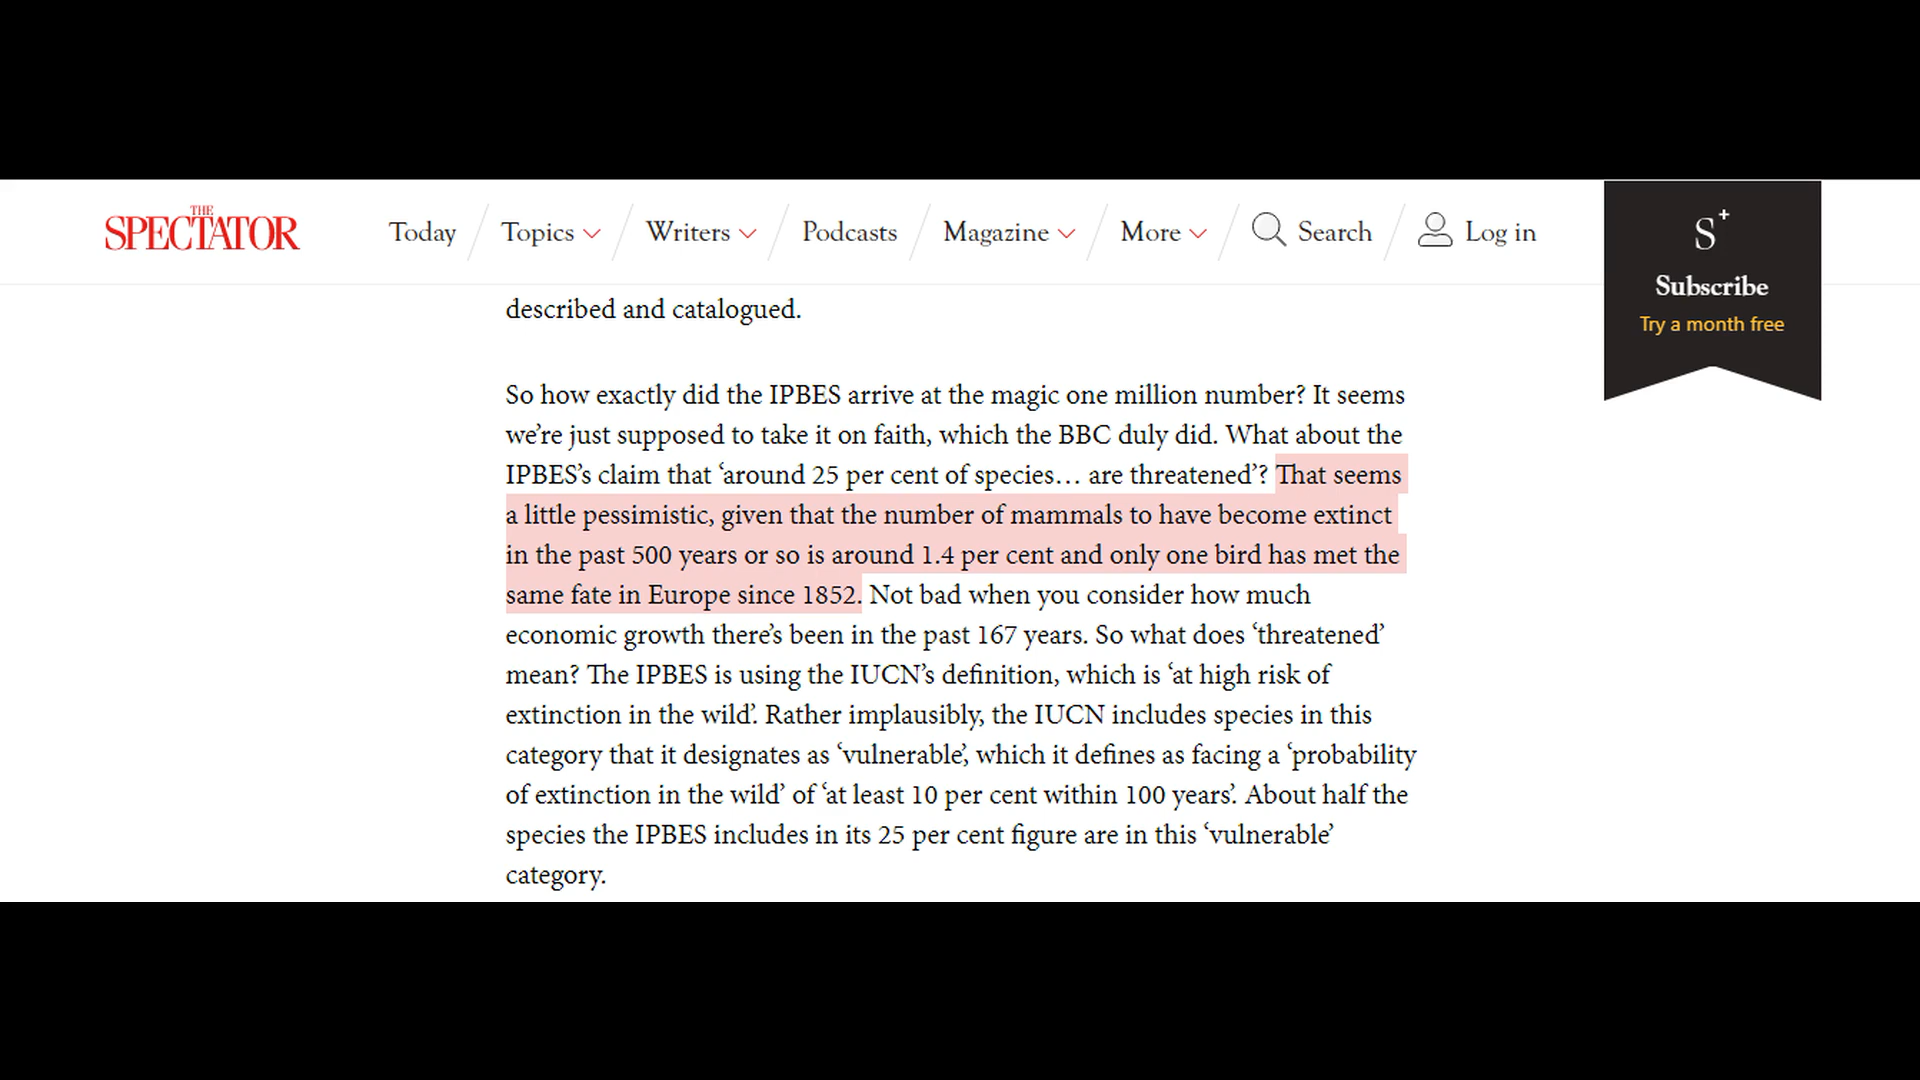 THE
SPECTATOR
Today
Topics
Writers
Podcasts
Magazine
More
Search
Log in
S+
Subscribe
Try a month free
described and catalogued.
So how exactly did the IPBES arrive at the magic one million number? It seems
we’re just supposed to take it on faith, which the BBC duly did. What about the
IPBES’s claim that ‘around 25 per cent of species… are threatened’? That seems
a little pessimistic, given that the number of mammals to have become extinct
in the past 500 years or so is around 1.4 per cent and only one bird has met the
same fate in Europe since 1852. Not bad when you consider how much
economic growth there’s been in the past 167 years. So what does ‘threatened’
mean? The IPBES is using the IUCN’s definition, which is ‘at high risk of
extinction in the wild’. Rather implausibly, the IUCN includes species in this
category that it designates as ‘vulnerable’, which it defines as facing a ‘probability
of extinction in the wild’ of ‘at least 10 per cent within 100 years’. About half the
species the IPBES includes in its 25 per cent figure are in this ‘vulnerable’
category.